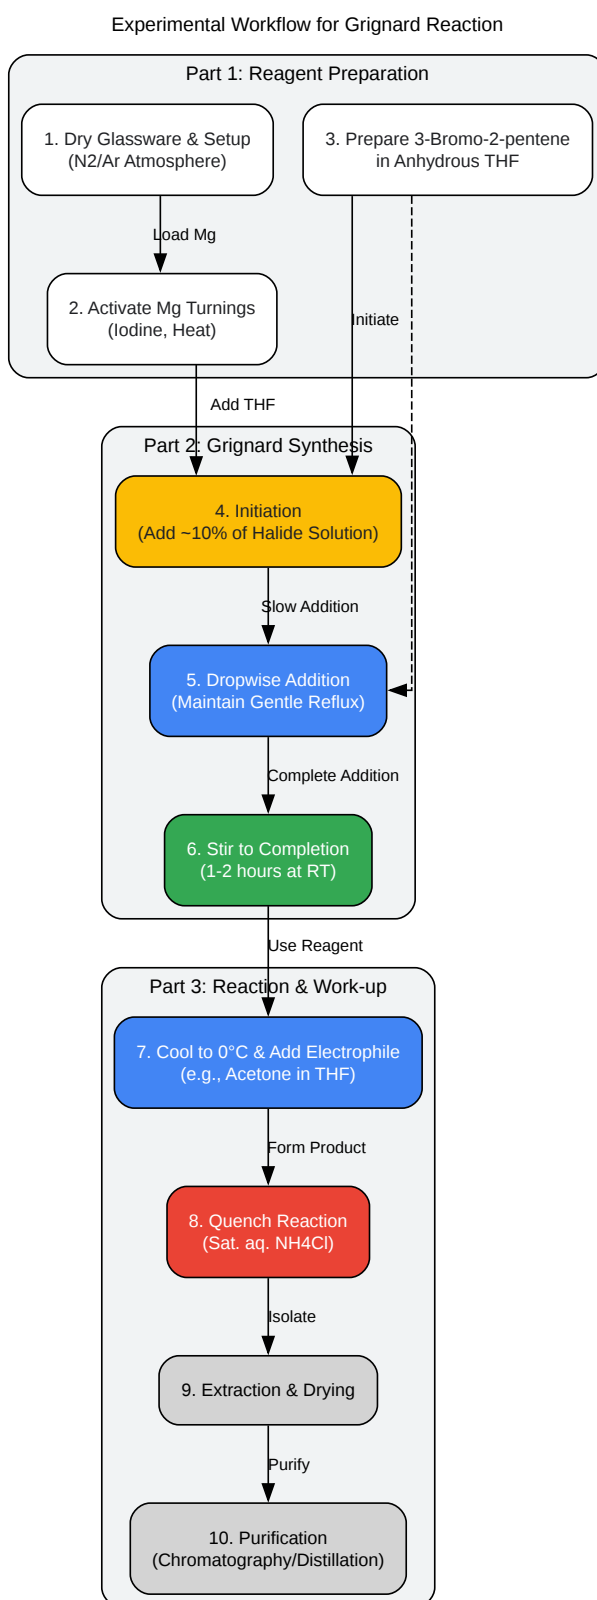 Experimental Workflow for Grignard Reaction
Part 1: Reagent Preparation
1. Dry Glassware & Setup
(N2/Ar Atmosphere)
3. Prepare 3-Bromo-2-pentene
in Anhydrous THF
Load Mg
2. Activate Mg Turnings
(Iodine, Heat)
Initiate
Add THF
Part 2: Grignard Synthesis
4. Initiation
(Add ~10% of Halide Solution)
Slow Addition
5. Dropwise Addition
(Maintain Gentle Reflux)
Complete Addition
6. Stir to Completion
(1-2 hours at RT)
Use Reagent
Part 3: Reaction & Work-up
7. Cool to 0°C & Add Electrophile
(e.g., Acetone in THF)
Form Product
8. Quench Reaction
(Sat. aq. NH4Cl)
Isolate
9. Extraction & Drying
Purify
10. Purification
(Chromatography/Distillation)